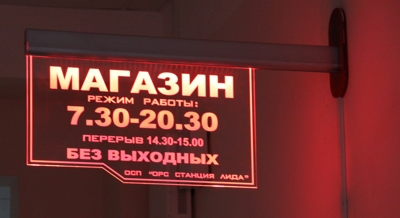 МАГАЗИН
РЕЖИМ РАБОТЫ:
7.30-20.30
ПЕРЕРЫВ 14.30-15.00
БЕЗ ВЫХОДНЫХ
ОСП "ОРС СТАНЦИЯ ЛИДА"